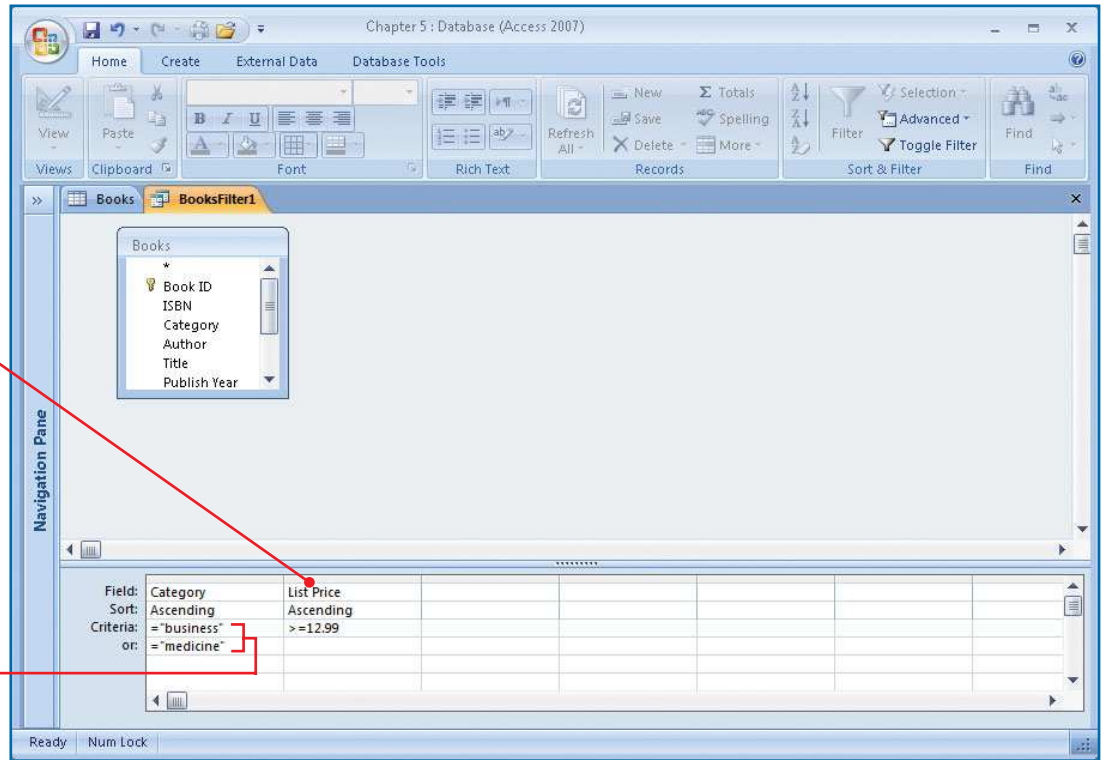 Chapter 5 : Database (Access 2007)
Home Create External Data Database Tools
View Paste B I U Refresh All New Save Delete Σ Totals Spelling More Filter Selection Advanced Toggle Filter Find
Views Clipboard Font Rich Text Records Sort & Filter Find
Books BooksFilter1
Navigation Pane
Books
*
Book ID
ISBN
Category
Author
Title
Publish Year
Field: Category List Price
Sort: Ascending Ascending
Criteria: ="business" >=12.99
or: ="medicine"
Ready Num Lock